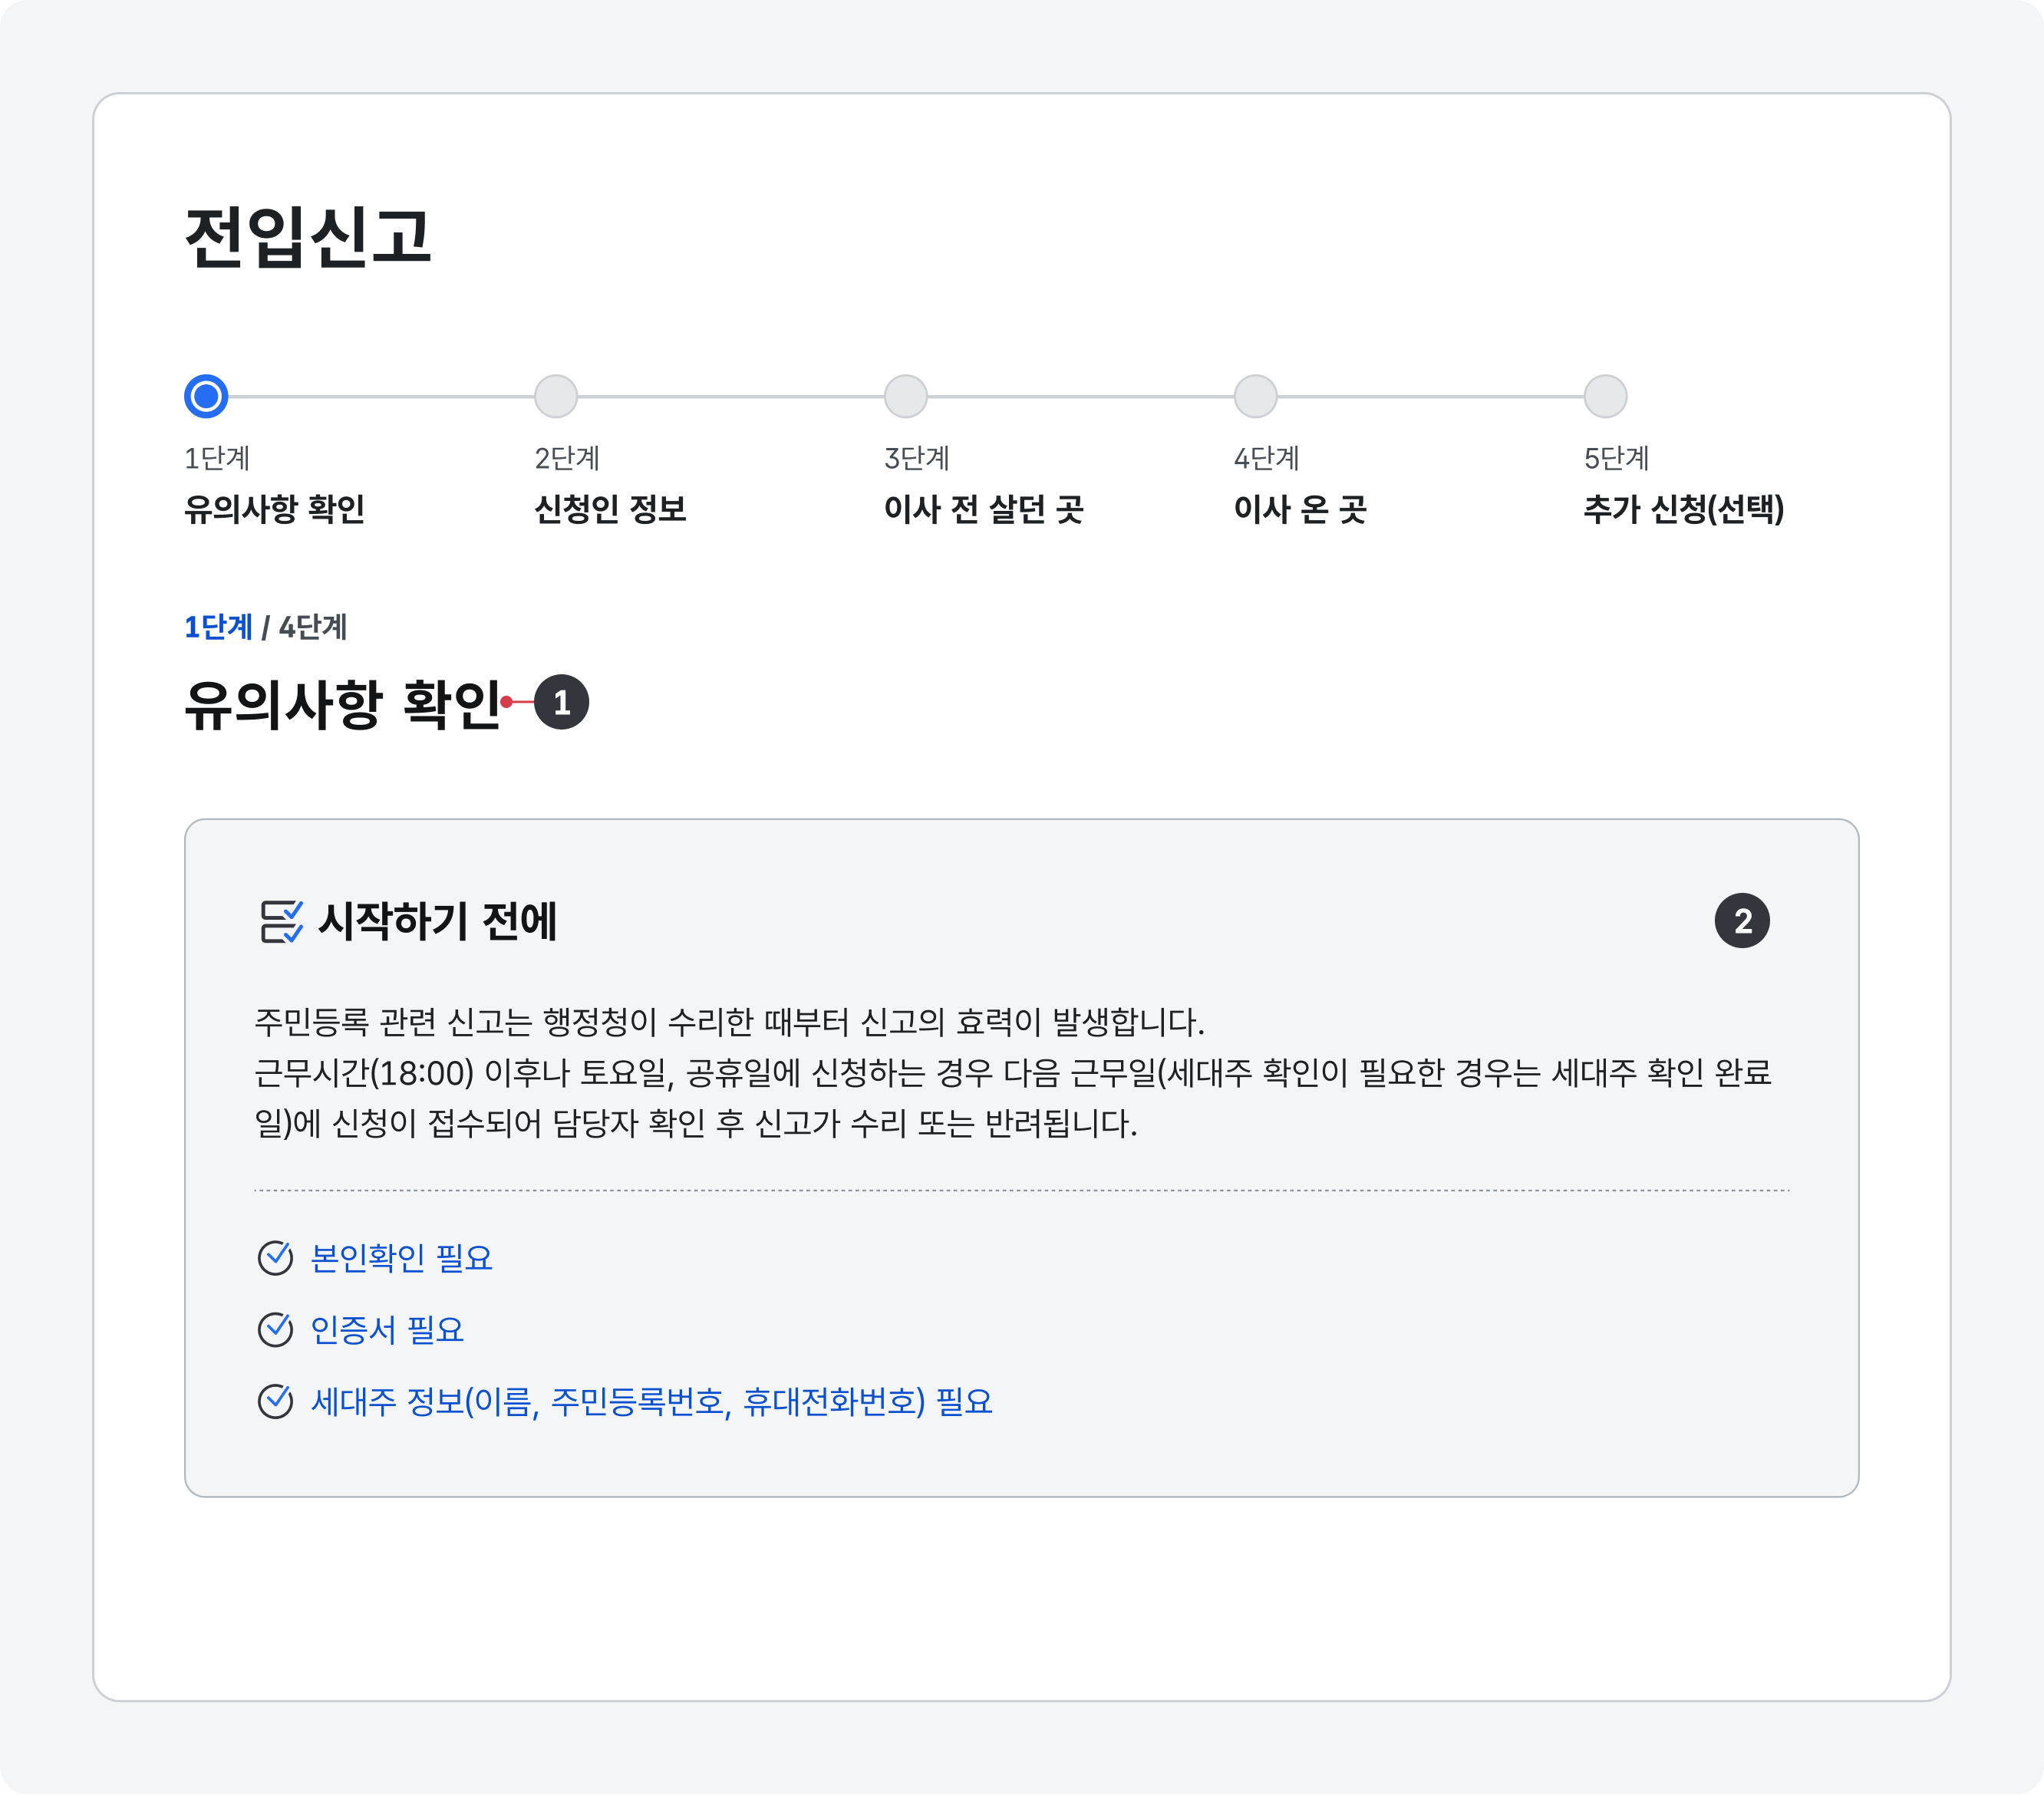 전입신고
1단계
유의사항 확인
2단계
신청인 정보
3단계
이사 전 살던 곳
4단계
이사 온 곳
5단계
추가 신청(선택)
1단계 / 4단계
유의사항 확인
1
시작하기 전에
2
주민등록 관련 신고는 행정청이 수리한 때부터 신고의 효력이 발생합니다.
근무시간(18:00) 이후나 토요일, 공휴일에 신청하는 경우 다음 근무일(세대주 확인이 필요한 경우는 세대주 확인 완료
일)에 신청이 접수되어 담당자 확인 후 신고가 수리 또는 반려됩니다.
본인확인 필요
인증서 필요
세대주 정보(이름, 주민등록번호, 휴대전화번호) 필요